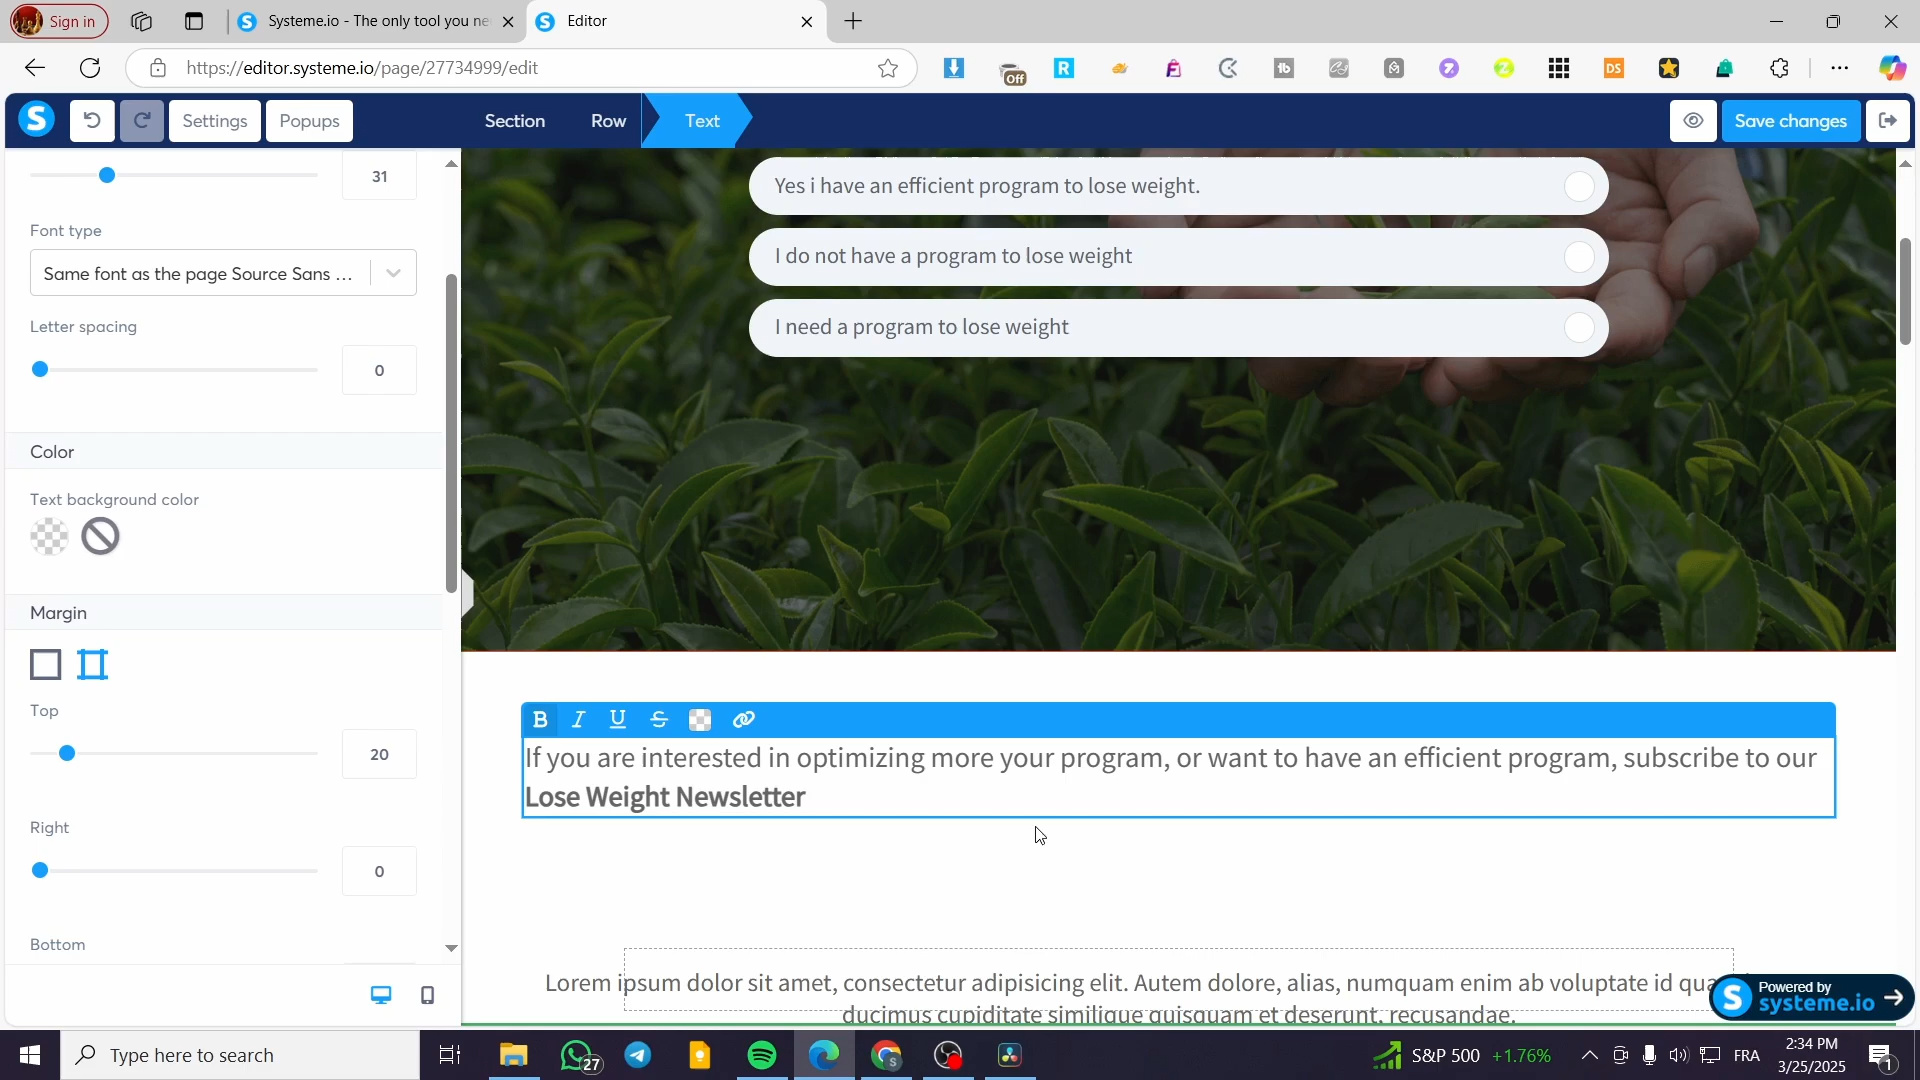 Sign in
Systeme.io - The only tool you ne
Editor
https://editor.systeme.io/page/27734999/edit
Off
R
tb
DS
S
Settings
Popups
Section
Row
Text
Save changes
31
Font type
Same font as the page Source Sans ...
Letter spacing
0
Color
Text background color
Margin
Top
20
Right
0
Bottom
Yes i have an efficient program to lose weight.
I do not have a program to lose weight
I need a program to lose weight
B I U S
If you are interested in optimizing more your program, or want to have an efficient program, subscribe to our
Lose Weight Newsletter
Lorem ipsum dolor sit amet, consectetur adipisicing elit. Autem dolore, alias, numquam enim ab voluptate id
ducimus cupiditate similique quisquam et deserunt, recusandae.
Powered by
systeme.io
Type here to search
27
S&P 500 +1.76%
FRA
2:34 PM
3/25/2025
1